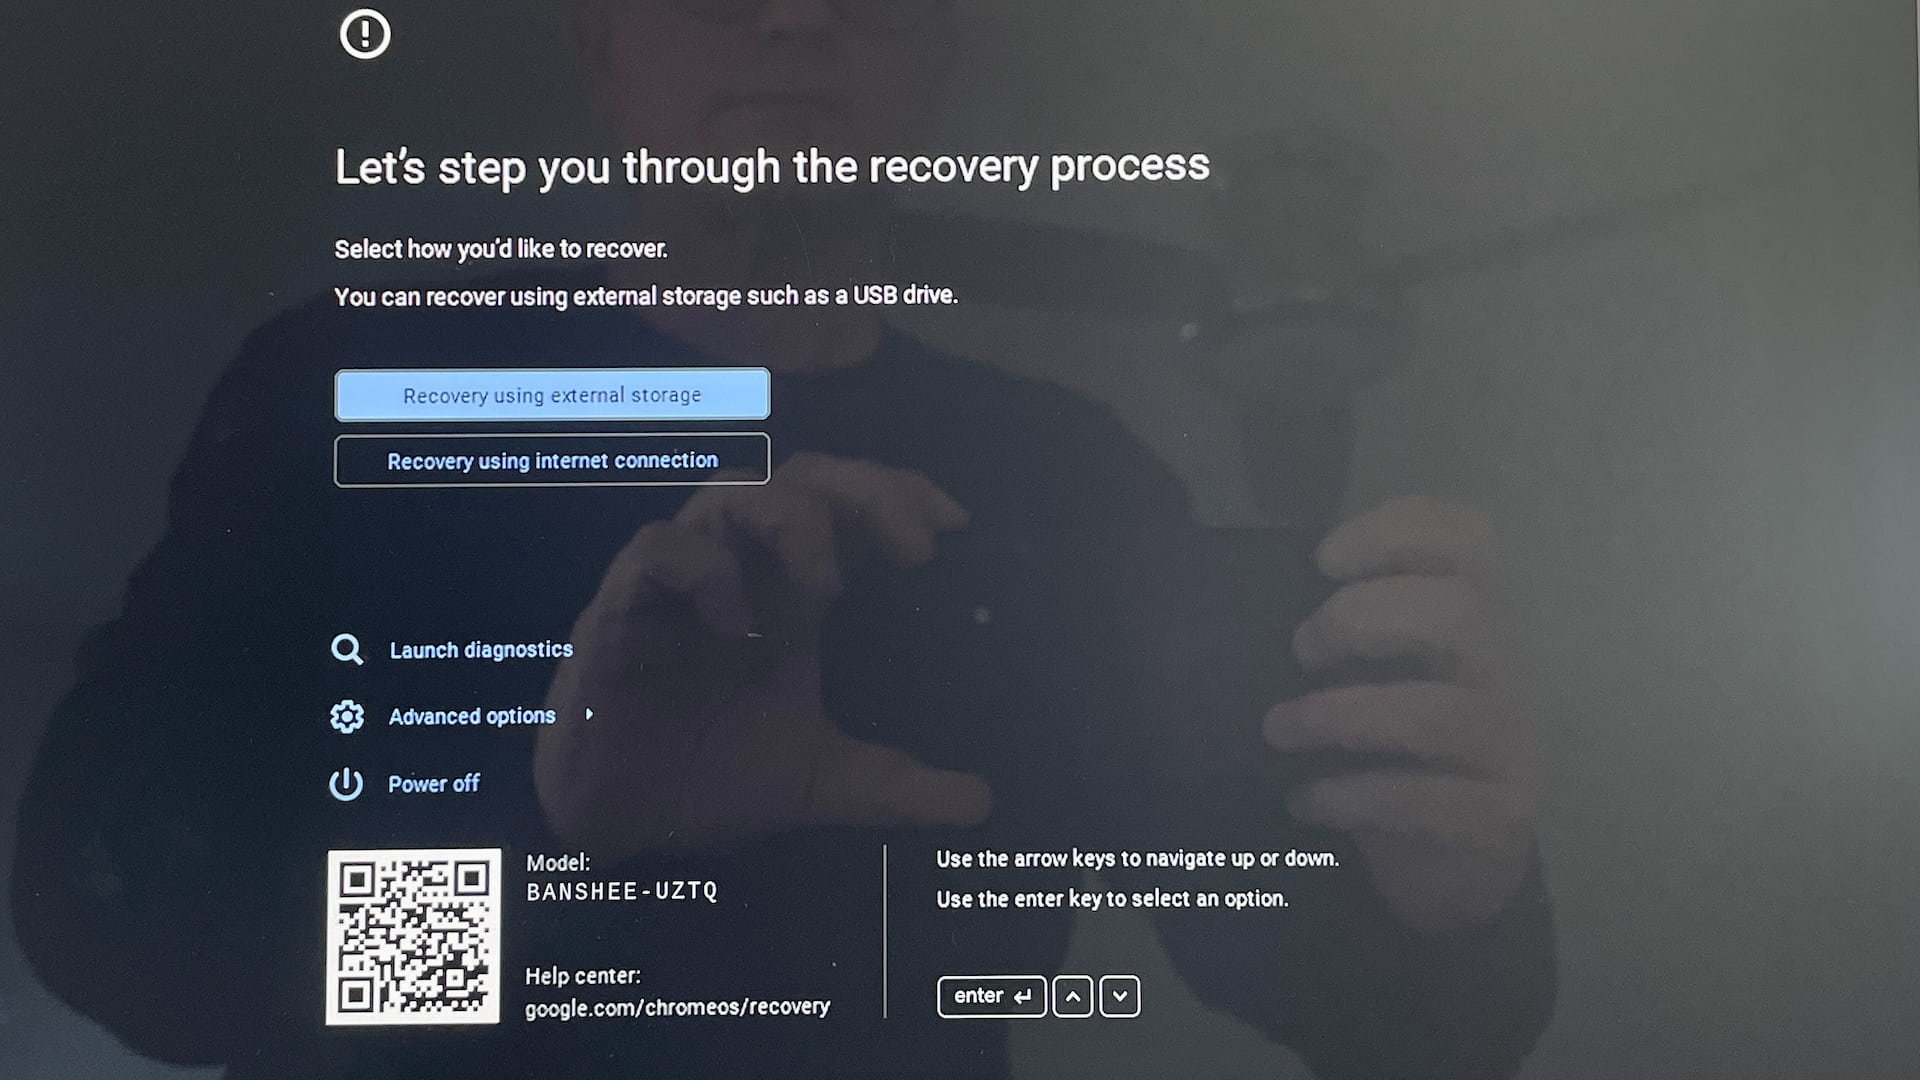 Let's step you through the recovery process
Select how you'd like to recover.
You can recover using external storage such as a USB drive.
Recovery using external storage
Recovery using internet connection
Launch diagnostics
Advanced options
Power off
Model:
BANSHEE-UZTQ
Help center:
google.com/chromeos/recovery
Use the arrow keys to navigate up or down.
Use the enter key to select an option.
enter